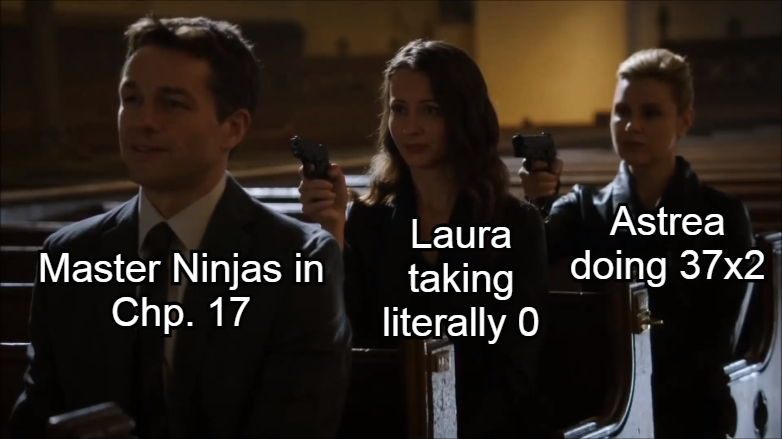 Master Ninjas in
Chp. 17
Laura
taking
literally 0
Astrea
doing 37x2